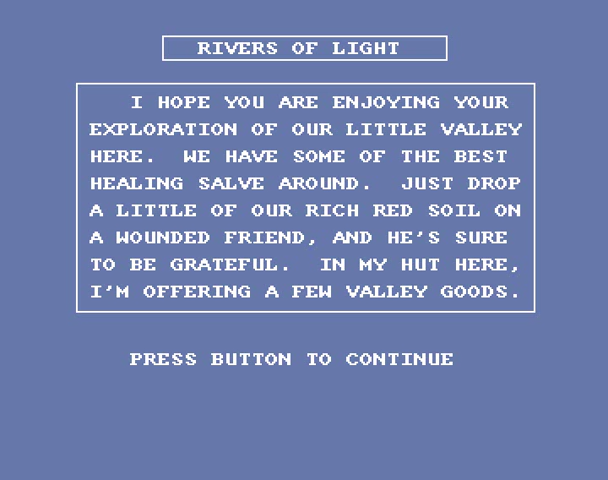 RIVERS OF LIGHT
I HOPE YOU ARE ENJOYING YOUR
EXPLORATION OF OUR LITTLE VALLEY
HERE.  WE HAVE SOME OF THE BEST
HEALING SALVE AROUND.  JUST DROP
A LITTLE OF OUR RICH RED SOIL ON
A WOUNDED FRIEND, AND HE'S SURE
TO BE GRATEFUL.  IN MY HUT HERE,
I'M OFFERING A FEW VALLEY GOODS.
PRESS BUTTON TO CONTINUE